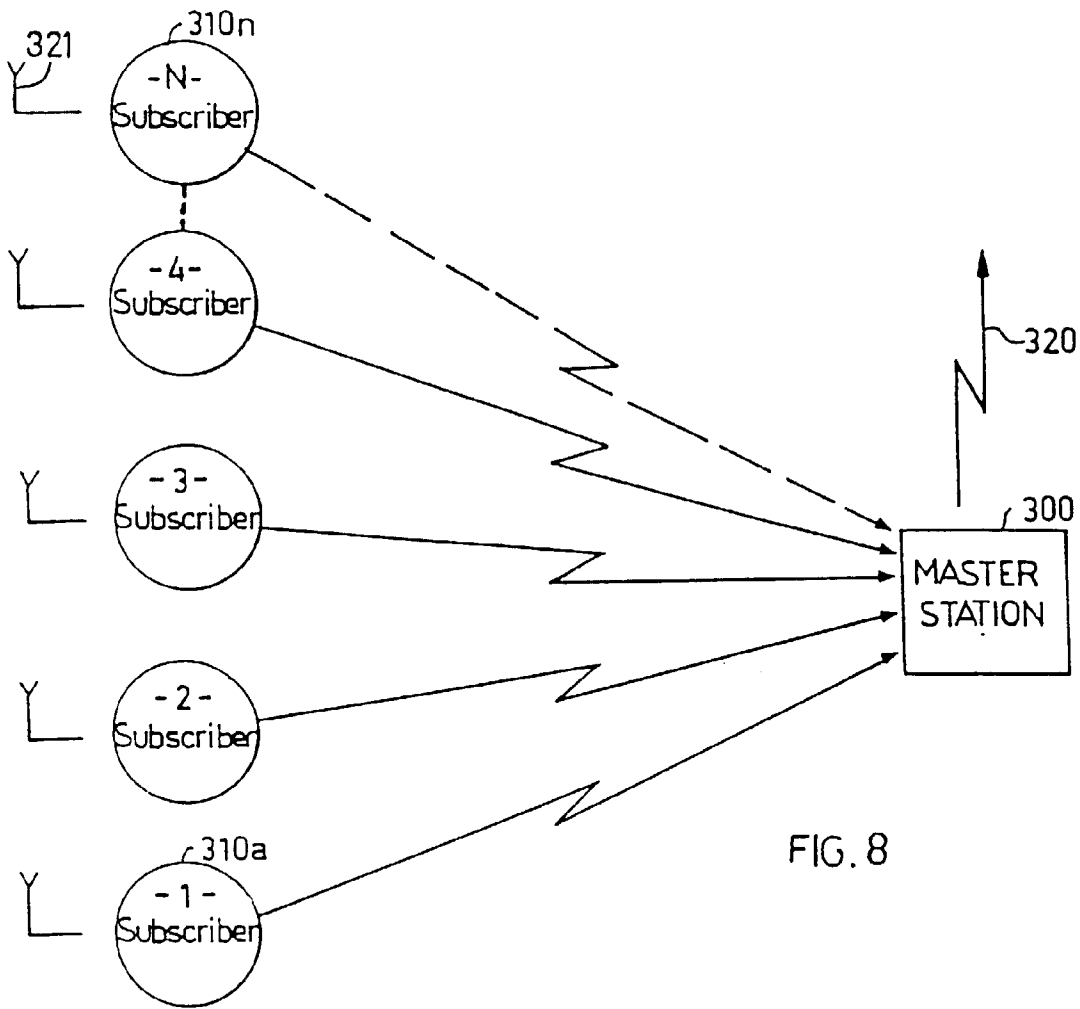 310n
321
-N-
Subscriber
-4-
Subscriber
320
-3-
Subscriber
300
MASTER
STATION
-2-
Subscriber
310a
-1-
Subscriber
FIG. 8